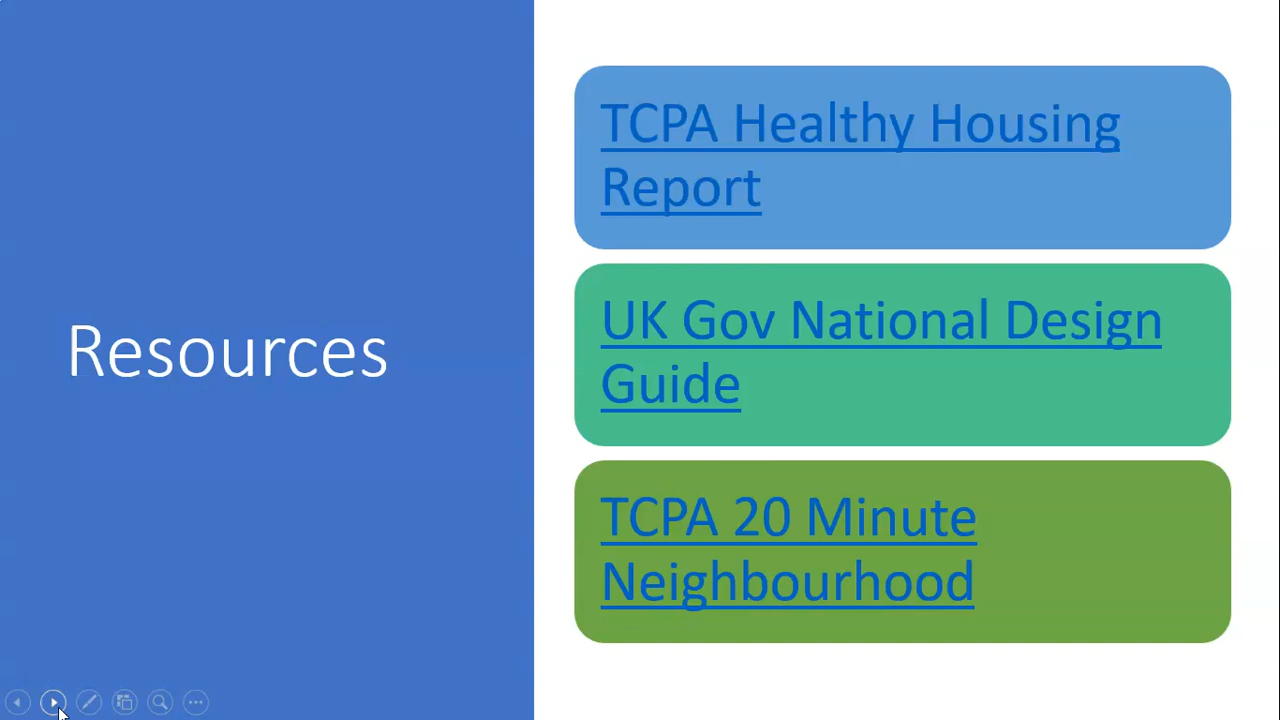 Resources
TCPA Healthy Housing
Report
UK Gov National Design
Guide
TCPA 20 Minute
Neighbourhood